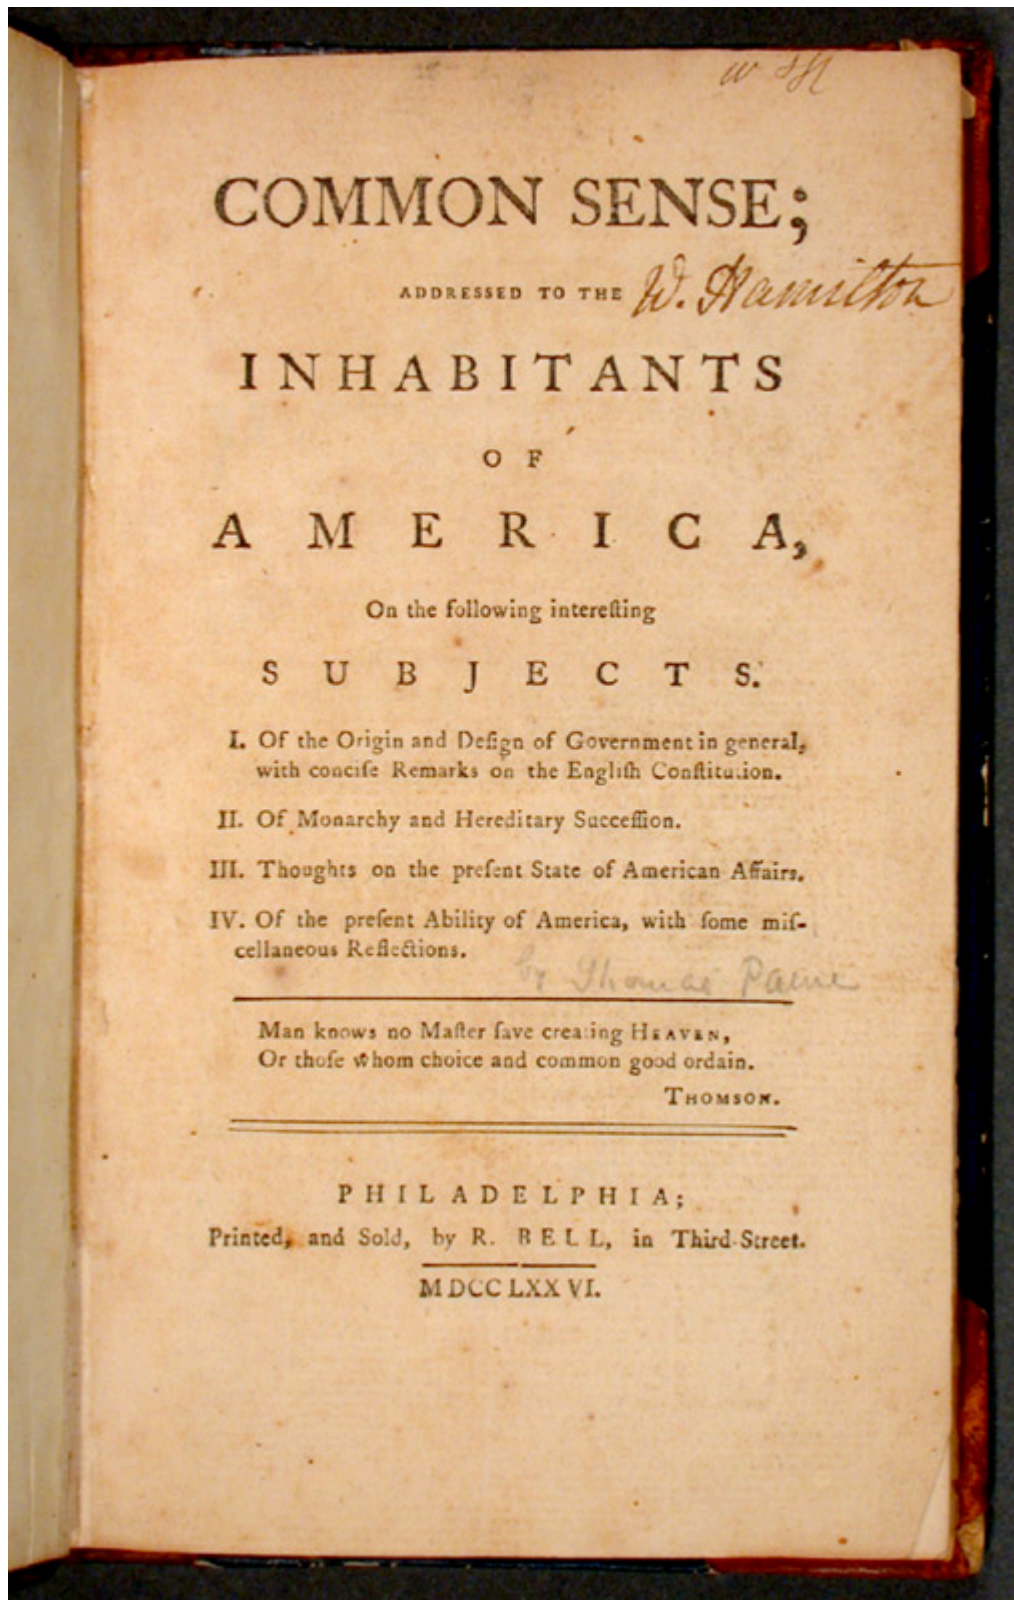 COMMON SENSE;
ADDRESSED TO THE W. Hamilton
INHABITANTS
OF
AMERICA,
On the following intereſting
SUBJECTS.
I. Of the Origin and Deſign of Government in general,
with conciſe Remarks on the Engliſh Conſtitution.
II. Of Monarchy and Hereditary Succeſſion.
III. Thoughts on the preſent State of American Affairs.
IV. Of the preſent Ability of America, with ſome miſ-
cellaneous Reflections.
by Thomas Paine
Man knows no Maſter ſave creating HEAVEN,
Or thoſe whom choice and common good ordain.
THOMSON.
PHILADELPHIA;
Printed, and Sold, by R. BELL, in Third-Street.
MDCCLXXVI.